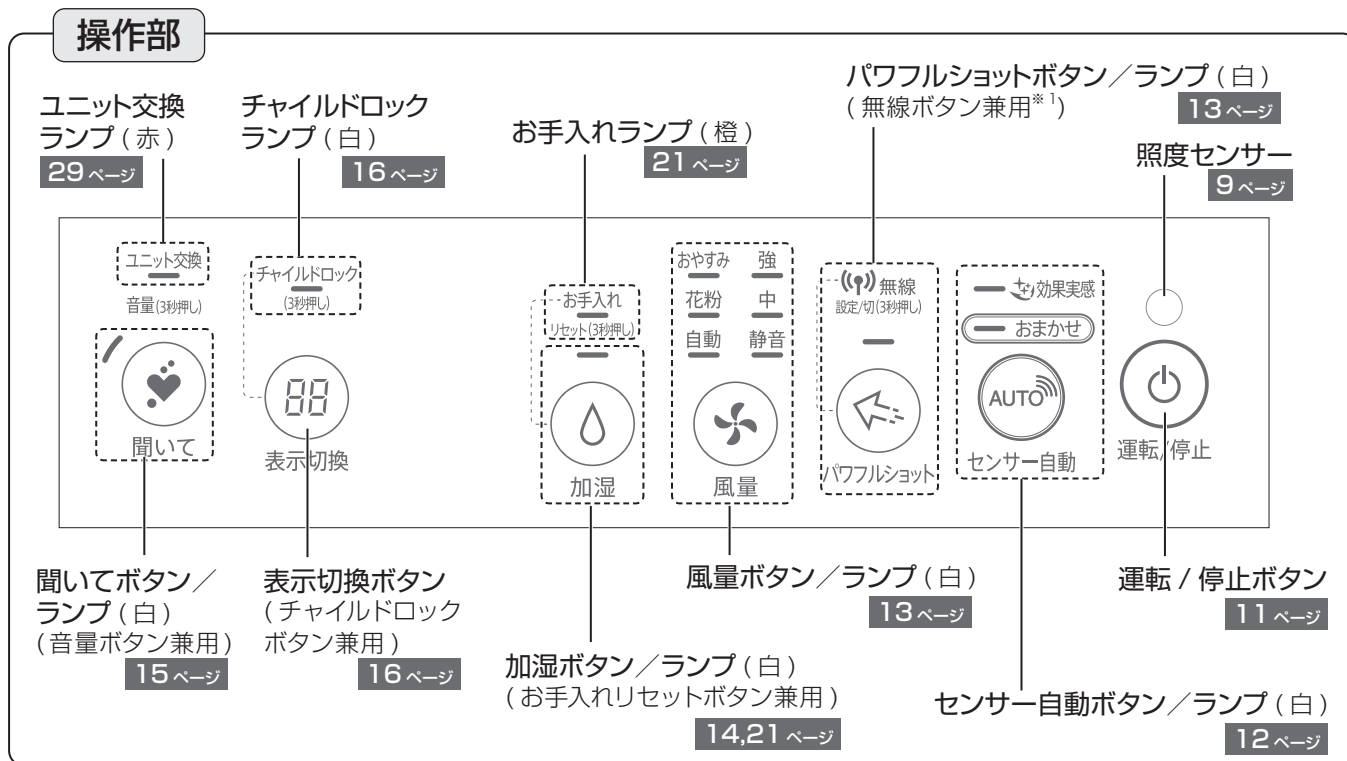 操作部
ユニット交換
ランプ(赤)
29ページ
チャイルドロック
ランプ(白)
16ページ
お手入れランプ(橙)
21ページ
パワフルショットボタン／ランプ(白)
(無線ボタン兼用※1)
13ページ
照度センサー
9ページ
ユニット交換
音量(3秒押し)
聞いて
チャイルドロック
(3秒押し)
88
表示切換
お手入れ
リセット(3秒押し)
加湿
おやすみ 強
花粉 中
自動 静音
風量
無線
設定/切(3秒押し)
パワフルショット
効果実感
おまかせ
AUTO
センサー自動
運転/停止
聞いてボタン／
ランプ(白)
(音量ボタン兼用)
15ページ
表示切換ボタン
(チャイルドロック
ボタン兼用)
16ページ
加湿ボタン／ランプ(白)
(お手入れリセットボタン兼用)
14,21ページ
風量ボタン／ランプ(白)
13ページ
センサー自動ボタン／ランプ(白)
12ページ
運転/停止ボタン
11ページ